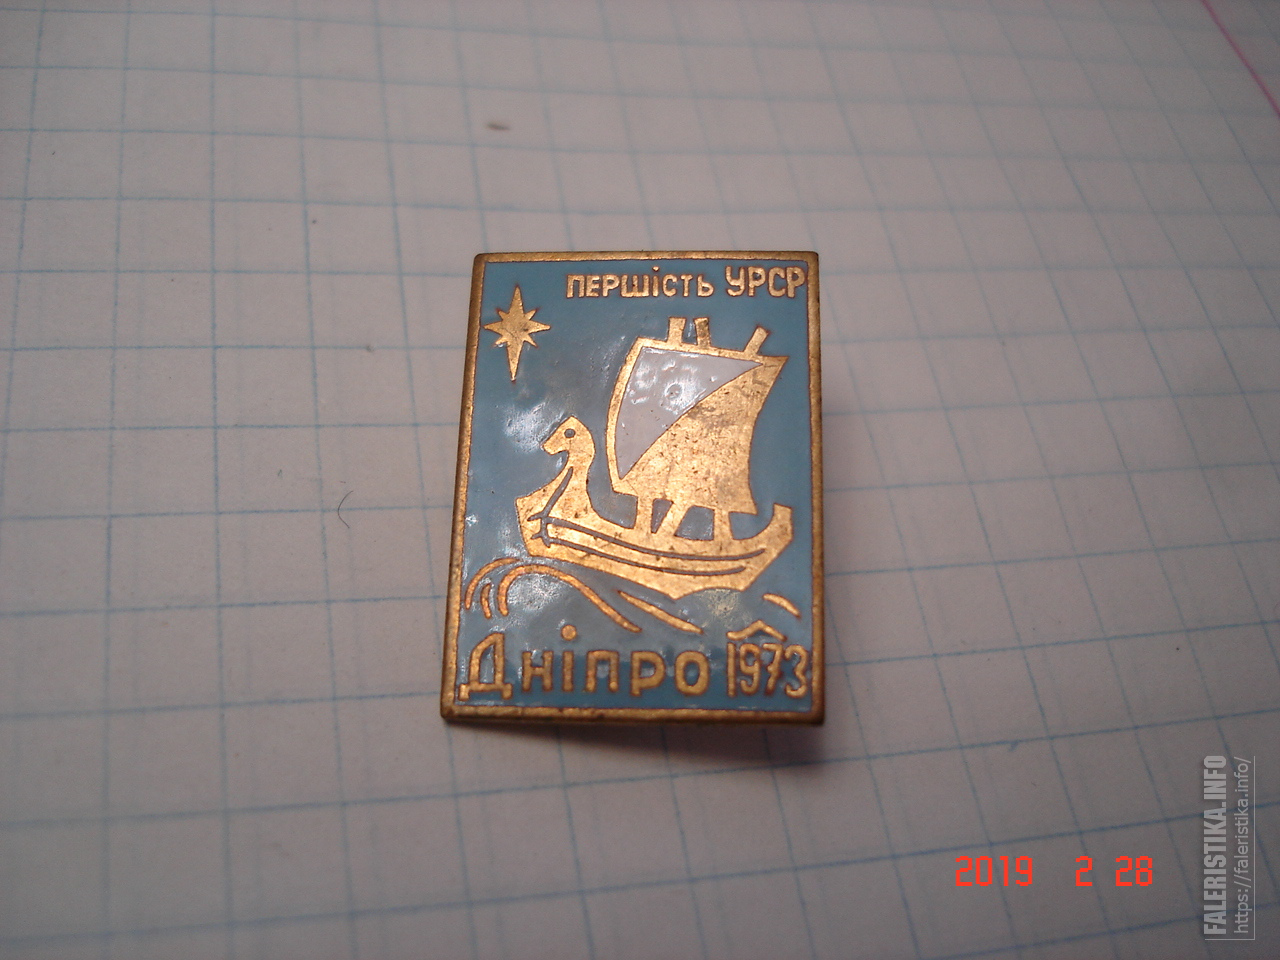 першість УРСР
Дніпро 1973
2019 2 28
FALERISTIKA.INFO
https://faleristika.info/